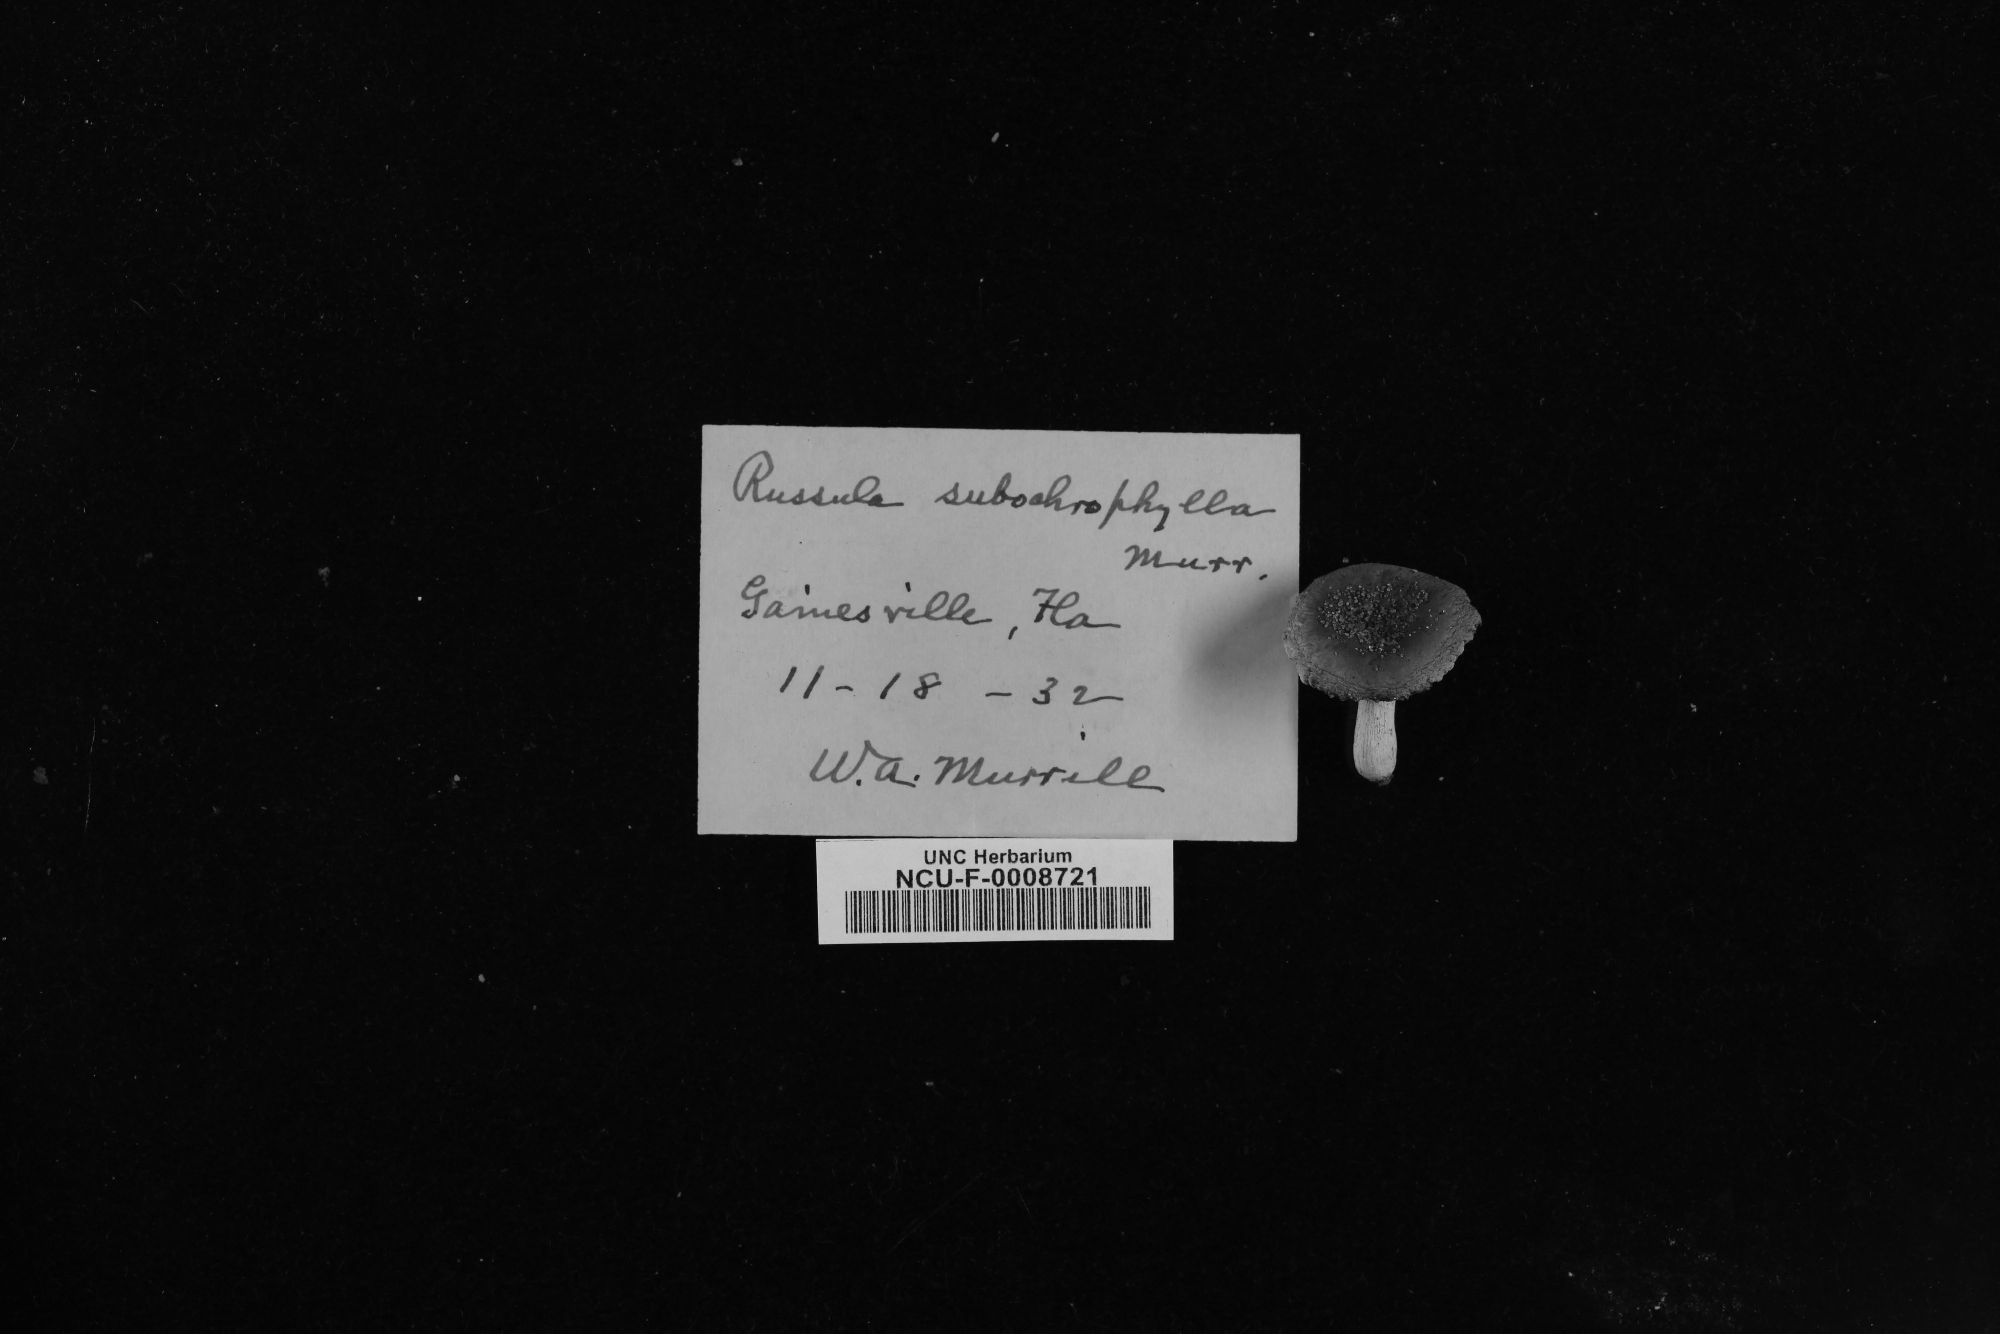 Russula subochrophylla
Murr.
Gainesville, Fla
11-18-32
W.A. Murrill
UNC Herbarium
NCU-F-0008721